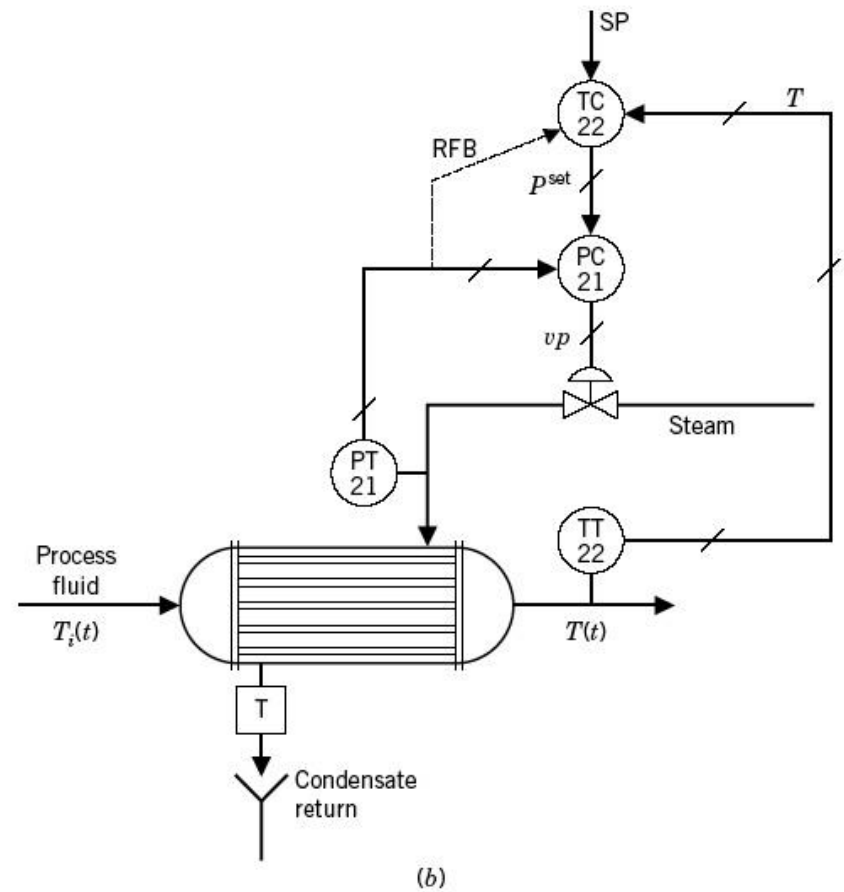 SP
TC
22
T
RFB
P^set
PC
21
vp
Steam
PT
21
TT
22
Process
fluid
T_i(t)
T(t)
T
Condensate
return
(b)